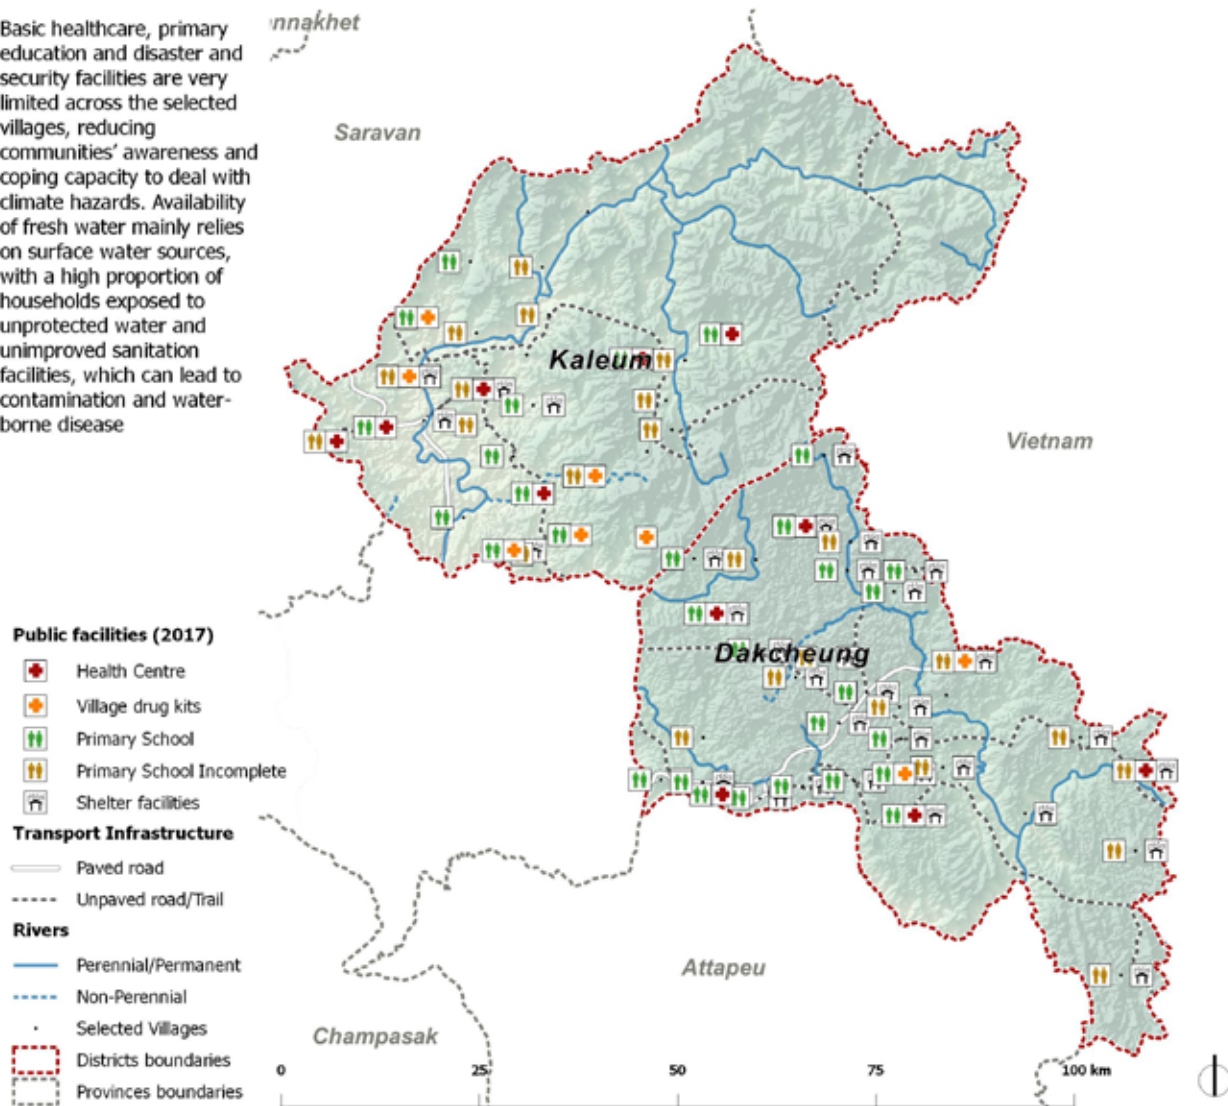 Basic healthcare, primary
education and disaster and
security facilities are very
limited across the selected
villages, reducing
communities' awareness and
coping capacity to deal with
climate hazards. Availability
of fresh water mainly relies
on surface water sources,
with a high proportion of
households exposed to
unprotected water and
unimproved sanitation
facilities, which can lead to
contamination and water-
borne disease
nnakhet
Saravan
Kaleum
Vietnam
Dakcheung
Attapeu
Champasak
Public facilities (2017)
Health Centre
Village drug kits
Primary School
Primary School Incomplete
Shelter facilities
Transport Infrastructure
Paved road
Unpaved road/Trail
Rivers
Perennial/Permanent
Non-Perennial
Selected Villages
Districts boundaries
Provinces boundaries
0 25 50 75 100 km